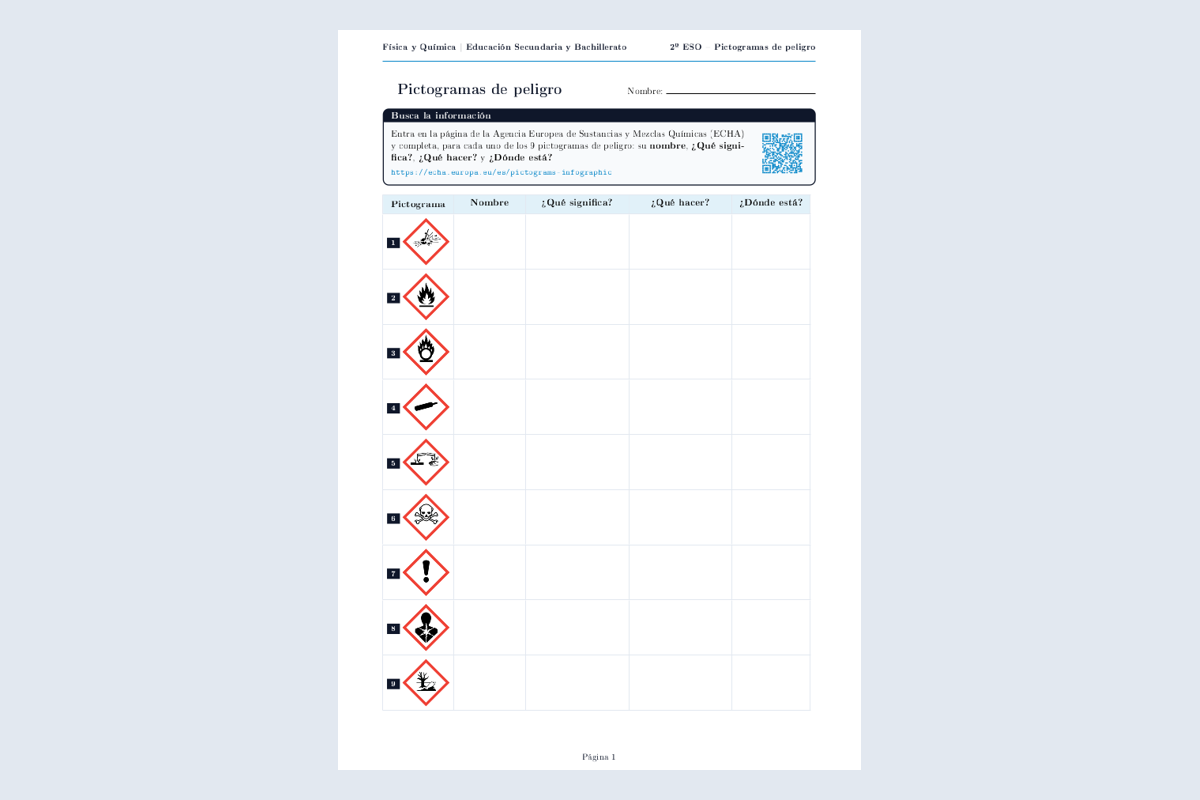 Física y Química | Educación Secundaria y Bachillerato
2º ESO – Pictogramas de peligro
Pictogramas de peligro
Nombre:
Busca la información
Entra en la página de la Agencia Europea de Sustancias y Mezclas Químicas (ECHA)
y completa, para cada uno de los 9 pictogramas de peligro: su nombre, ¿Qué signi-
fica?, ¿Qué hacer? y ¿Dónde está?
https://echa.europa.eu/es/pictograms-infographic
Pictograma Nombre ¿Qué significa? ¿Qué hacer? ¿Dónde está?
1
2
3
4
5
6
7
8
9
Página 1